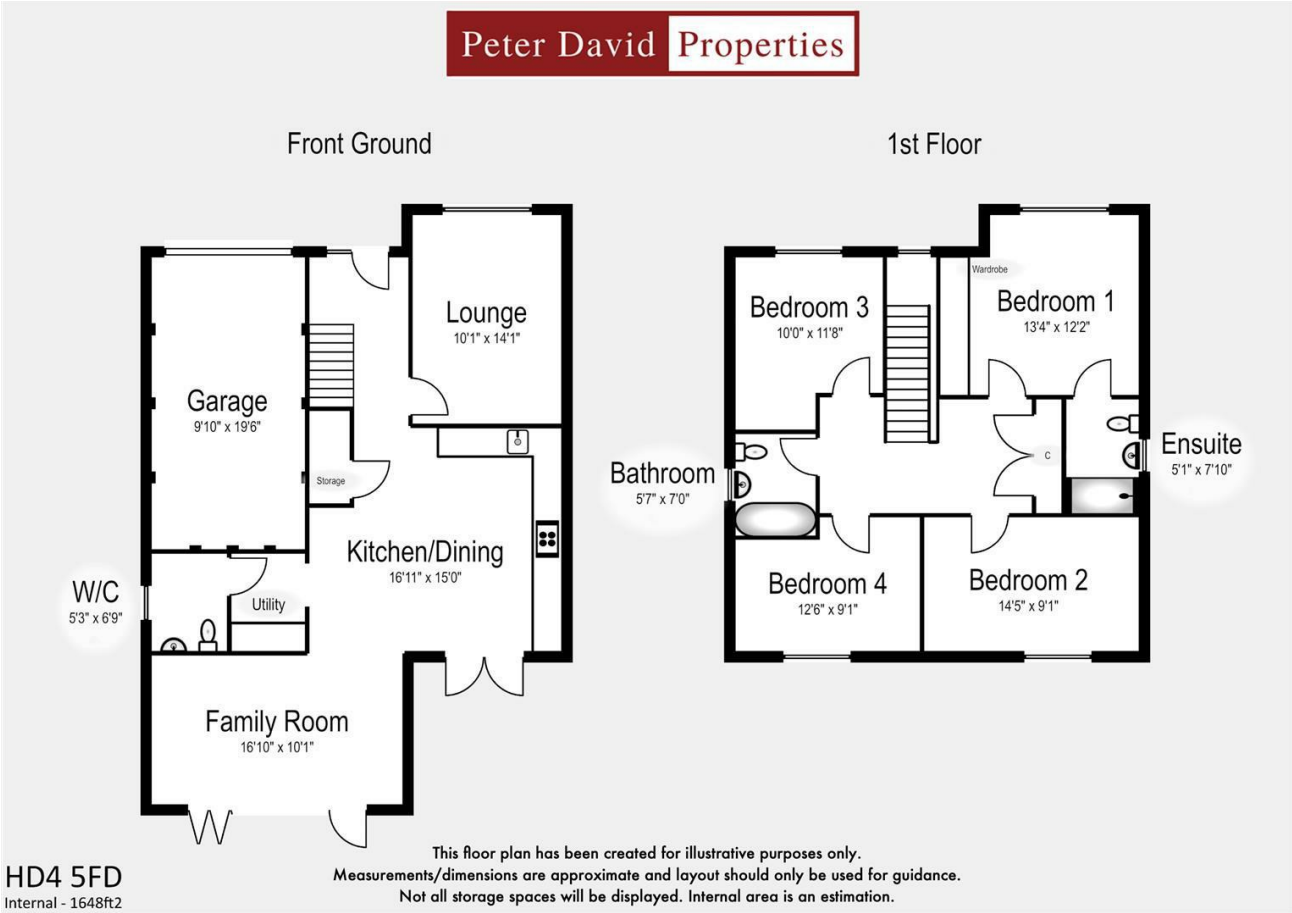 Peter David Properties
Front Ground
1st Floor
Lounge
10'1" x 14'1"
Garage
9'10" x 19'6"
Storage
Kitchen/Dining
16'11" x 15'0"
W/C
5'3" x 6'9"
Utility
Family Room
16'10" x 10'1"
Wardrobe
Bedroom 3
10'0" x 11'8"
Bedroom 1
13'4" x 12'2"
Bathroom
5'7" x 7'0"
C
Ensuite
5'1" x 7'10"
Bedroom 4
12'6" x 9'1"
Bedroom 2
14'5" x 9'1"
HD4 5FD
Internal - 1648ft2
This floor plan has been created for illustrative purposes only.
Measurements/dimensions are approximate and layout should only be used for guidance.
Not all storage spaces will be displayed. Internal area is an estimation.